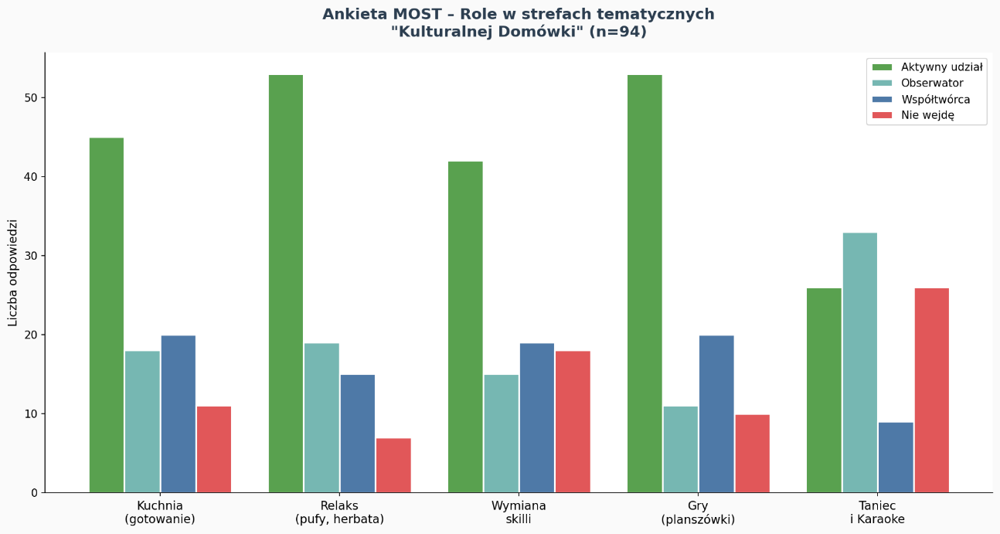 Ankieta MOST – Role w strefach tematycznych
"Kulturalnej Domówki" (n=94)
Aktywny udział
Obserwator
Współtwórca
Nie wejdę
Liczba odpowiedzi
50
40
30
20
10
0
Kuchnia
(gotowanie)
Relaks
(pufy, herbata)
Wymiana
skilli
Gry
(planszówki)
Taniec
i Karaoke